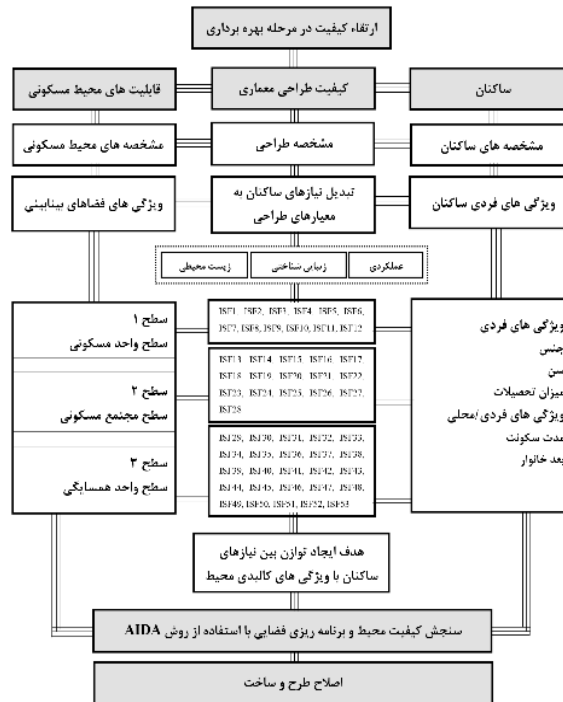 ارتقاء کیفیت در مرحله بهره برداری
ساکنان
کیفیت طراحی معماری
قابلیت های محیط مسکونی
مشخصه های ساکنان
مشخصه طراحی
مشخصه های محیط مسکونی
ویژگی های فردی ساکنان
تبدیل نیازهای ساکنان به
معیارهای طراحی
ویژگی های فضاهای بینابینی
عملکردی
زیبایی شناختی
زیست محیطی
ویژگی های فردی
جنس
سن
میزان تحصیلات
ویژگی های فردی/محلی
مدت سکونت
بعد خانوار
ISF1, ISF2, ISF3, ISF4, ISF5, ISF6,
ISF7, ISF8, ISF9, ISF10, ISF11, ISF12
ISF13, ISF14, ISF15, ISF16, ISF17,
ISF18, ISF19, ISF20, ISF21, ISF22,
ISF23, ISF24, ISF25, ISF26, ISF27,
ISF28
ISF29, ISF30, ISF31, ISF32, ISF33,
ISF34, ISF35, ISF36, ISF37, ISF38,
ISF39, ISF40, ISF41, ISF42, ISF43,
ISF44, ISF45, ISF46, ISF47, ISF48,
ISF49, ISF50, ISF51, ISF52, ISF53
سطح ۱
سطح واحد مسکونی
سطح ۲
سطح مجتمع مسکونی
سطح ۳
سطح واحد همسایگی
هدف ایجاد توازن بین نیازهای
ساکنان با ویژگی های کالبدی محیط
سنجش کیفیت محیط و برنامه ریزی فضایی با استفاده از روش AIDA
اصلاح طرح و ساخت